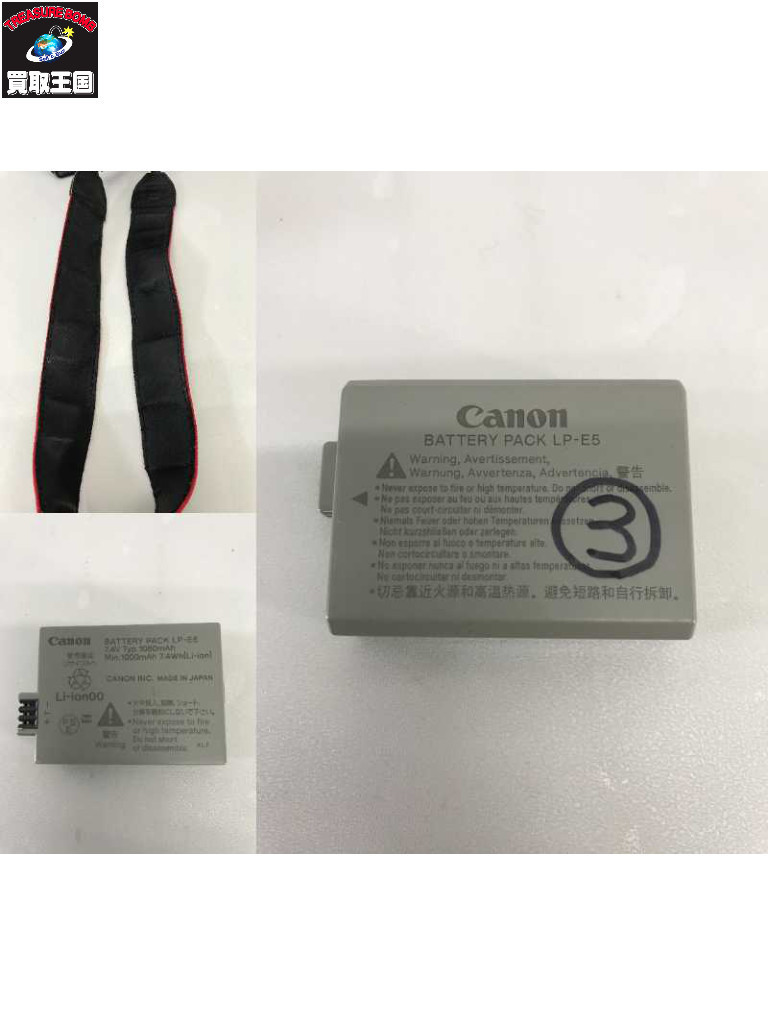 TREASURE BOMB
買取王国
Canon
BATTERY PACK LP-E5
Warning, Avertissement,
Warnung, Avvertenza, Advertencia, 警告
• Never expose to fire or high temperature. Do not short or disassemble.
• Ne pas exposer au feu ou aux hautes températures.
Ne pas court-circuiter ni démonter.
• Niemals Feuer oder hohen Temperaturen aussetzen.
Nicht kurzschließen oder zerlegen.
• Non esporre al fuoco o temperature alte.
Non cortocircuitare o smontare.
• No exponer nunca al fuego ni a altas temperaturas.
No cortocircuitar ni desmontar.
• 切忌靠近火源和高温热源。避免短路和自行拆卸。
③
Canon
BATTERY PACK LP-E5
7.4V Typ.1080mAh
Min.1000mAh 7.4Wh(Li-ion)
CANON INC. MADE IN JAPAN
Li-ion00
+ T –
警告
Warning
• Never expose to fire
or high temperature.
Do not short
or disassemble.